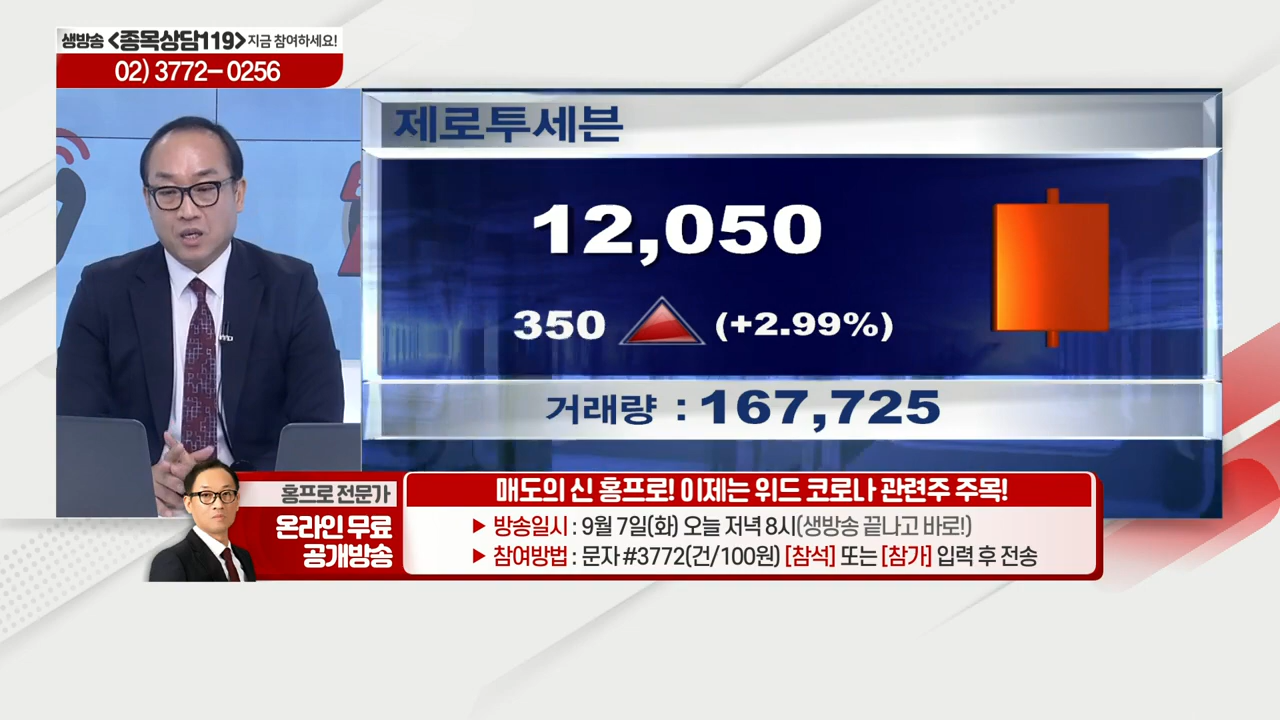 생방송 <종목상담119> 지금 참여하세요!
02) 3772-0256
제로투세븐
12,050
350 ▲ (+2.99%)
거래량 : 167,725
홍프로 전문가
온라인 무료
공개방송
매도의 신 홍프로! 이제는 위드 코로나 관련주 주목!
▶ 방송일시 : 9월 7일(화) 오늘 저녁 8시(생방송 끝나고 바로!)
▶ 참여방법 : 문자 #3772(건/100원) [참석] 또는 [참가] 입력 후 전송